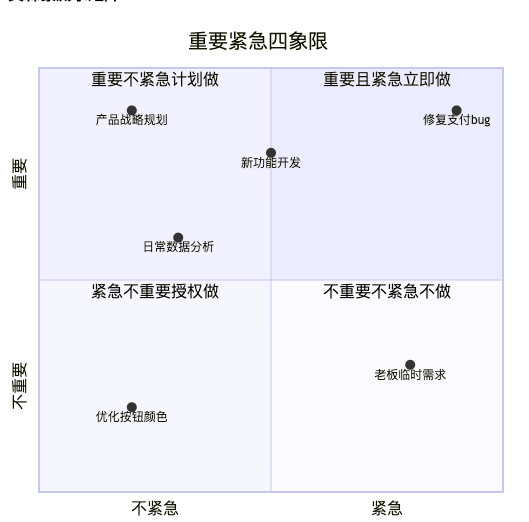 重要紧急四象限
重要不紧急计划做
重要且紧急立即做
产品战略规划
修复支付bug
新功能开发
日常数据分析
重要
紧急不重要授权做
不重要不紧急不做
老板临时需求
优化按钮颜色
不重要
不紧急
紧急